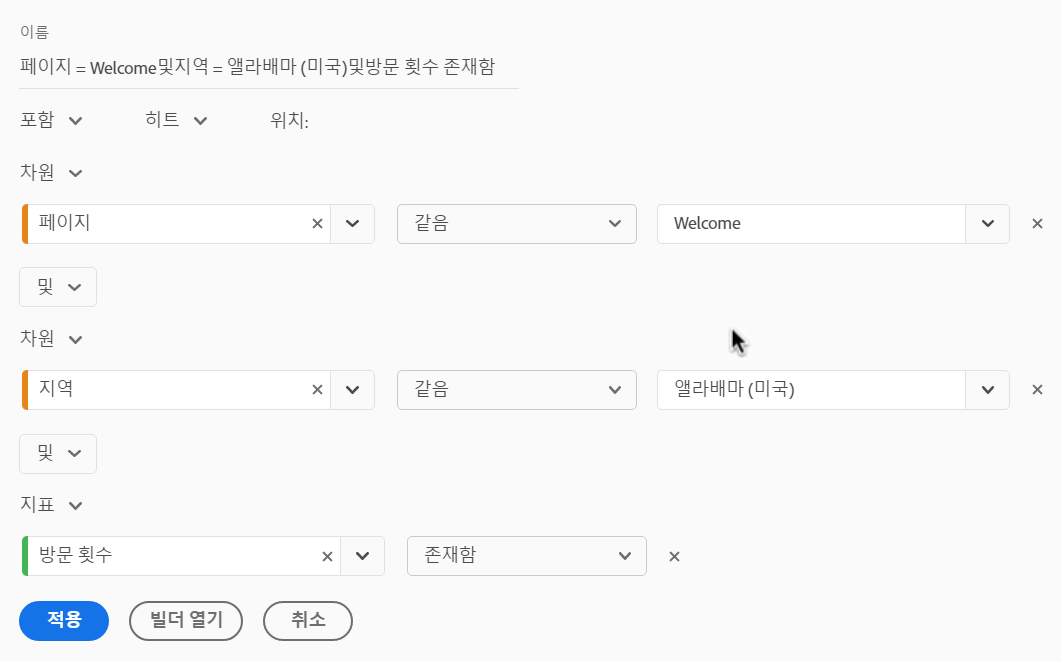 이름
페이지 = Welcome및지역 = 앨라배마 (미국)및방문 횟수 존재함
포함 히트 위치:
차원
페이지 같음 Welcome
및
차원
지역 같음 앨라배마 (미국)
및
지표
방문 횟수 존재함
적용 빌더 열기 취소